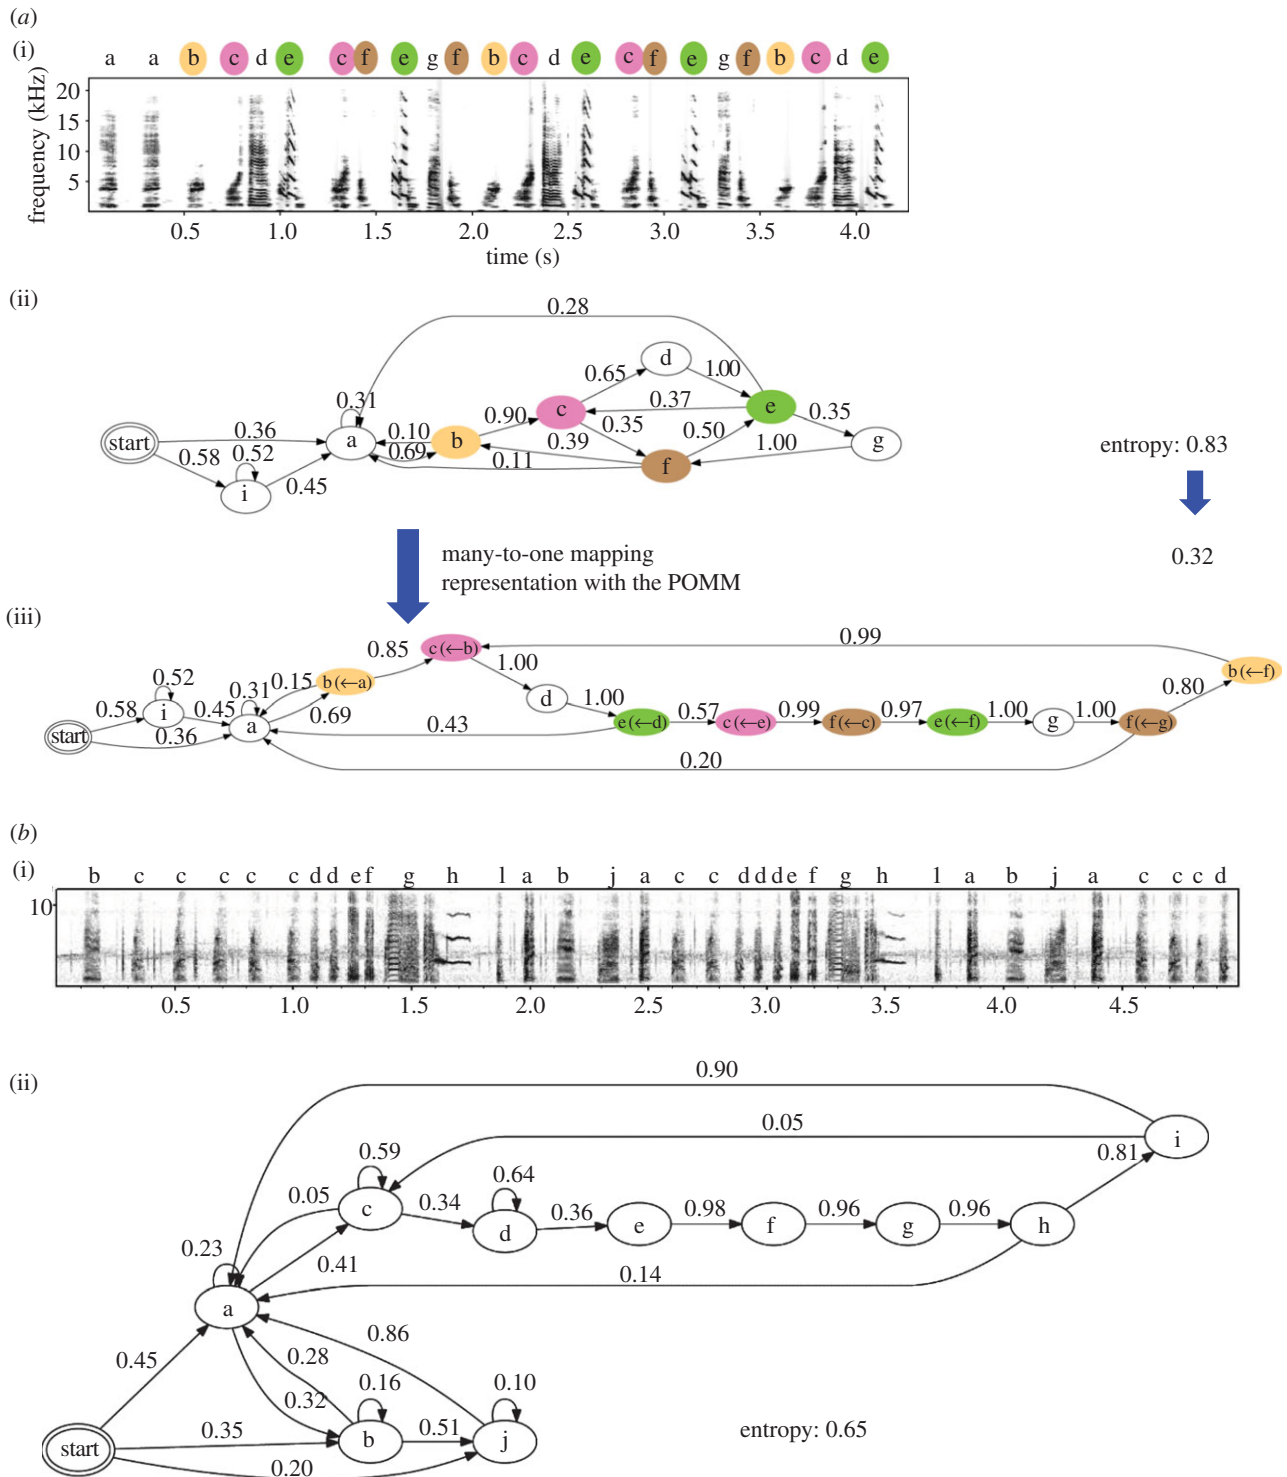 (a)
(i) a a b c d e c f e g f b c d e c f e g f b c d e
frequency (kHz)
20
15
10
5
0.5 1.0 1.5 2.0 2.5 3.0 3.5 4.0
time (s)
(ii)
0.28
d
0.65 1.00
0.31 0.37
c e
0.90 0.35 0.35
start 0.36 a 0.10 b 0.39 0.50 1.00 g
0.58 0.52 0.69 0.11 f
i 0.45
entropy: 0.83
0.32
many-to-one mapping
representation with the POMM
(iii)
0.99
0.85 c (←b)
1.00
0.52 0.15 b (←a) b (←f)
0.58 i 0.45 0.31 0.69 d 1.00 0.80
start 0.36 a 0.43 e (←d) 0.57 c (←e) 0.99 f (←c) 0.97 e (←f) 1.00 g 1.00 f (←g)
0.20
(b)
(i) b c c c c c d d e f g h l a b j a c c d d d e f g h l a b j a c c c d
10
0.5 1.0 1.5 2.0 2.5 3.0 3.5 4.0 4.5
(ii)
0.90
0.05
i
0.59 0.81
0.64
0.05 c 0.34 d 0.36 e 0.98 f 0.96 g 0.96 h
0.23 0.41
0.14
a
0.86
0.45 0.28
0.32 0.16 0.10
0.35 b 0.51 j
start
0.20
entropy: 0.65